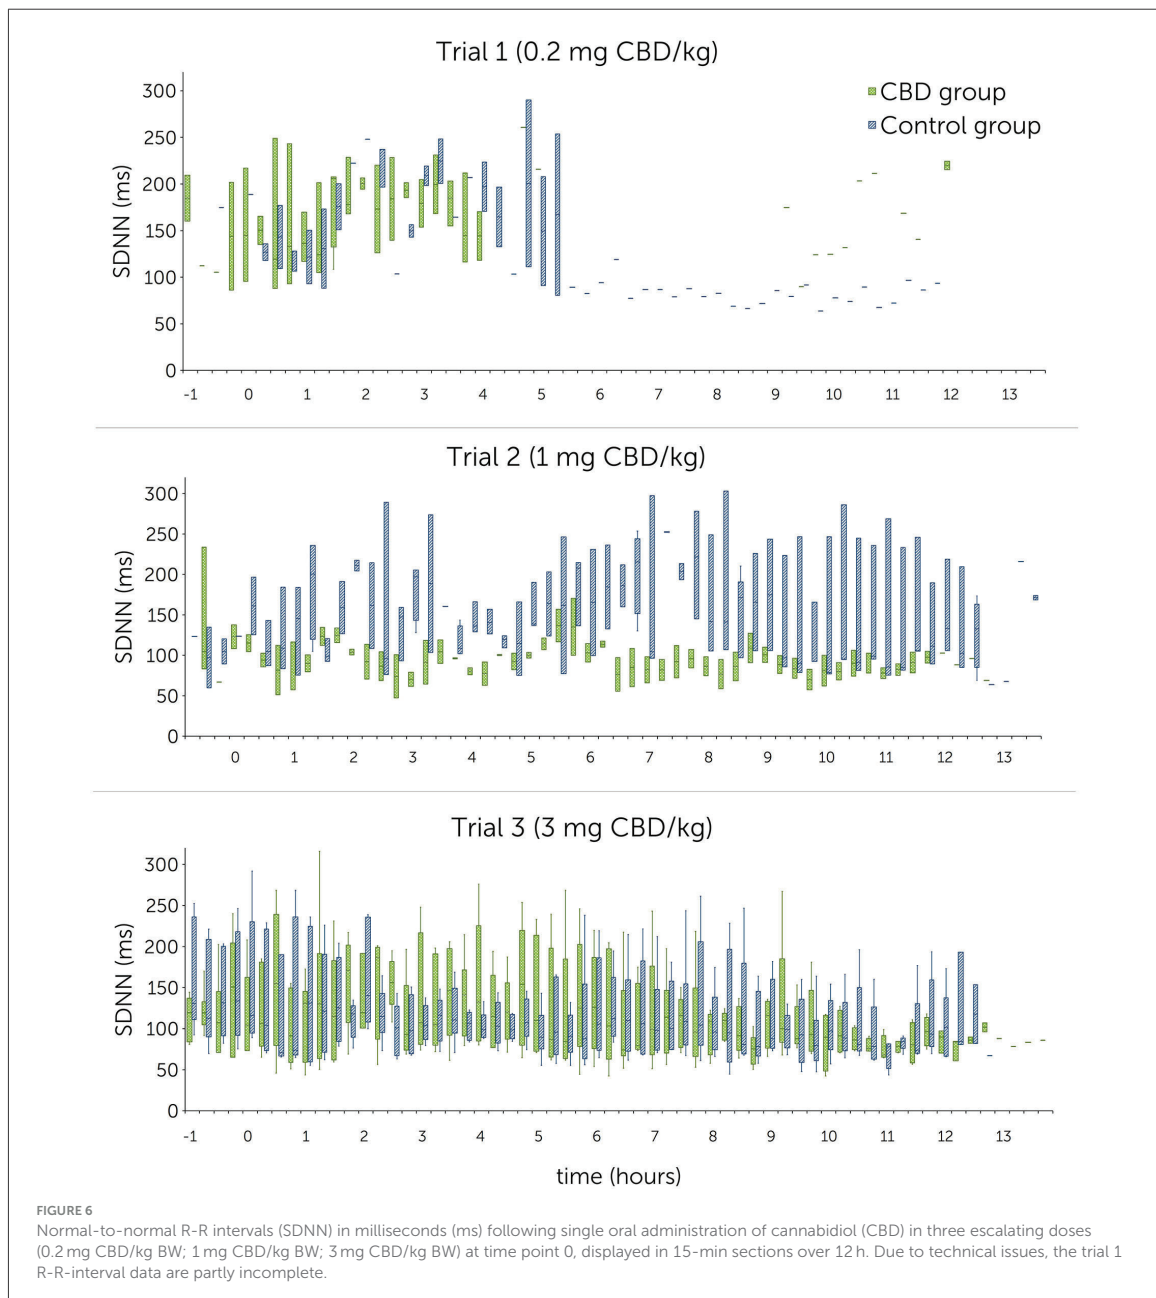 Trial 1 (0.2 mg CBD/kg)
CBD group
Control group
SDNN (ms)
300
250
200
150
100
50
0
-1 0 1 2 3 4 5 6 7 8 9 10 11 12 13
Trial 2 (1 mg CBD/kg)
SDNN (ms)
300
250
200
150
100
50
0
0 1 2 3 4 5 6 7 8 9 10 11 12 13
Trial 3 (3 mg CBD/kg)
SDNN (ms)
300
250
200
150
100
50
0
-1 0 1 2 3 4 5 6 7 8 9 10 11 13
time (hours)
FIGURE 6
Normal-to-normal R-R intervals (SDNN) in milliseconds (ms) following single oral administration of cannabidiol (CBD) in three escalating doses
(0.2 mg CBD/kg BW; 1 mg CBD/kg BW; 3 mg CBD/kg BW) at time point 0, displayed in 15-min sections over 12 h. Due to technical issues, the trial 1
R-R-interval data are partly incomplete.